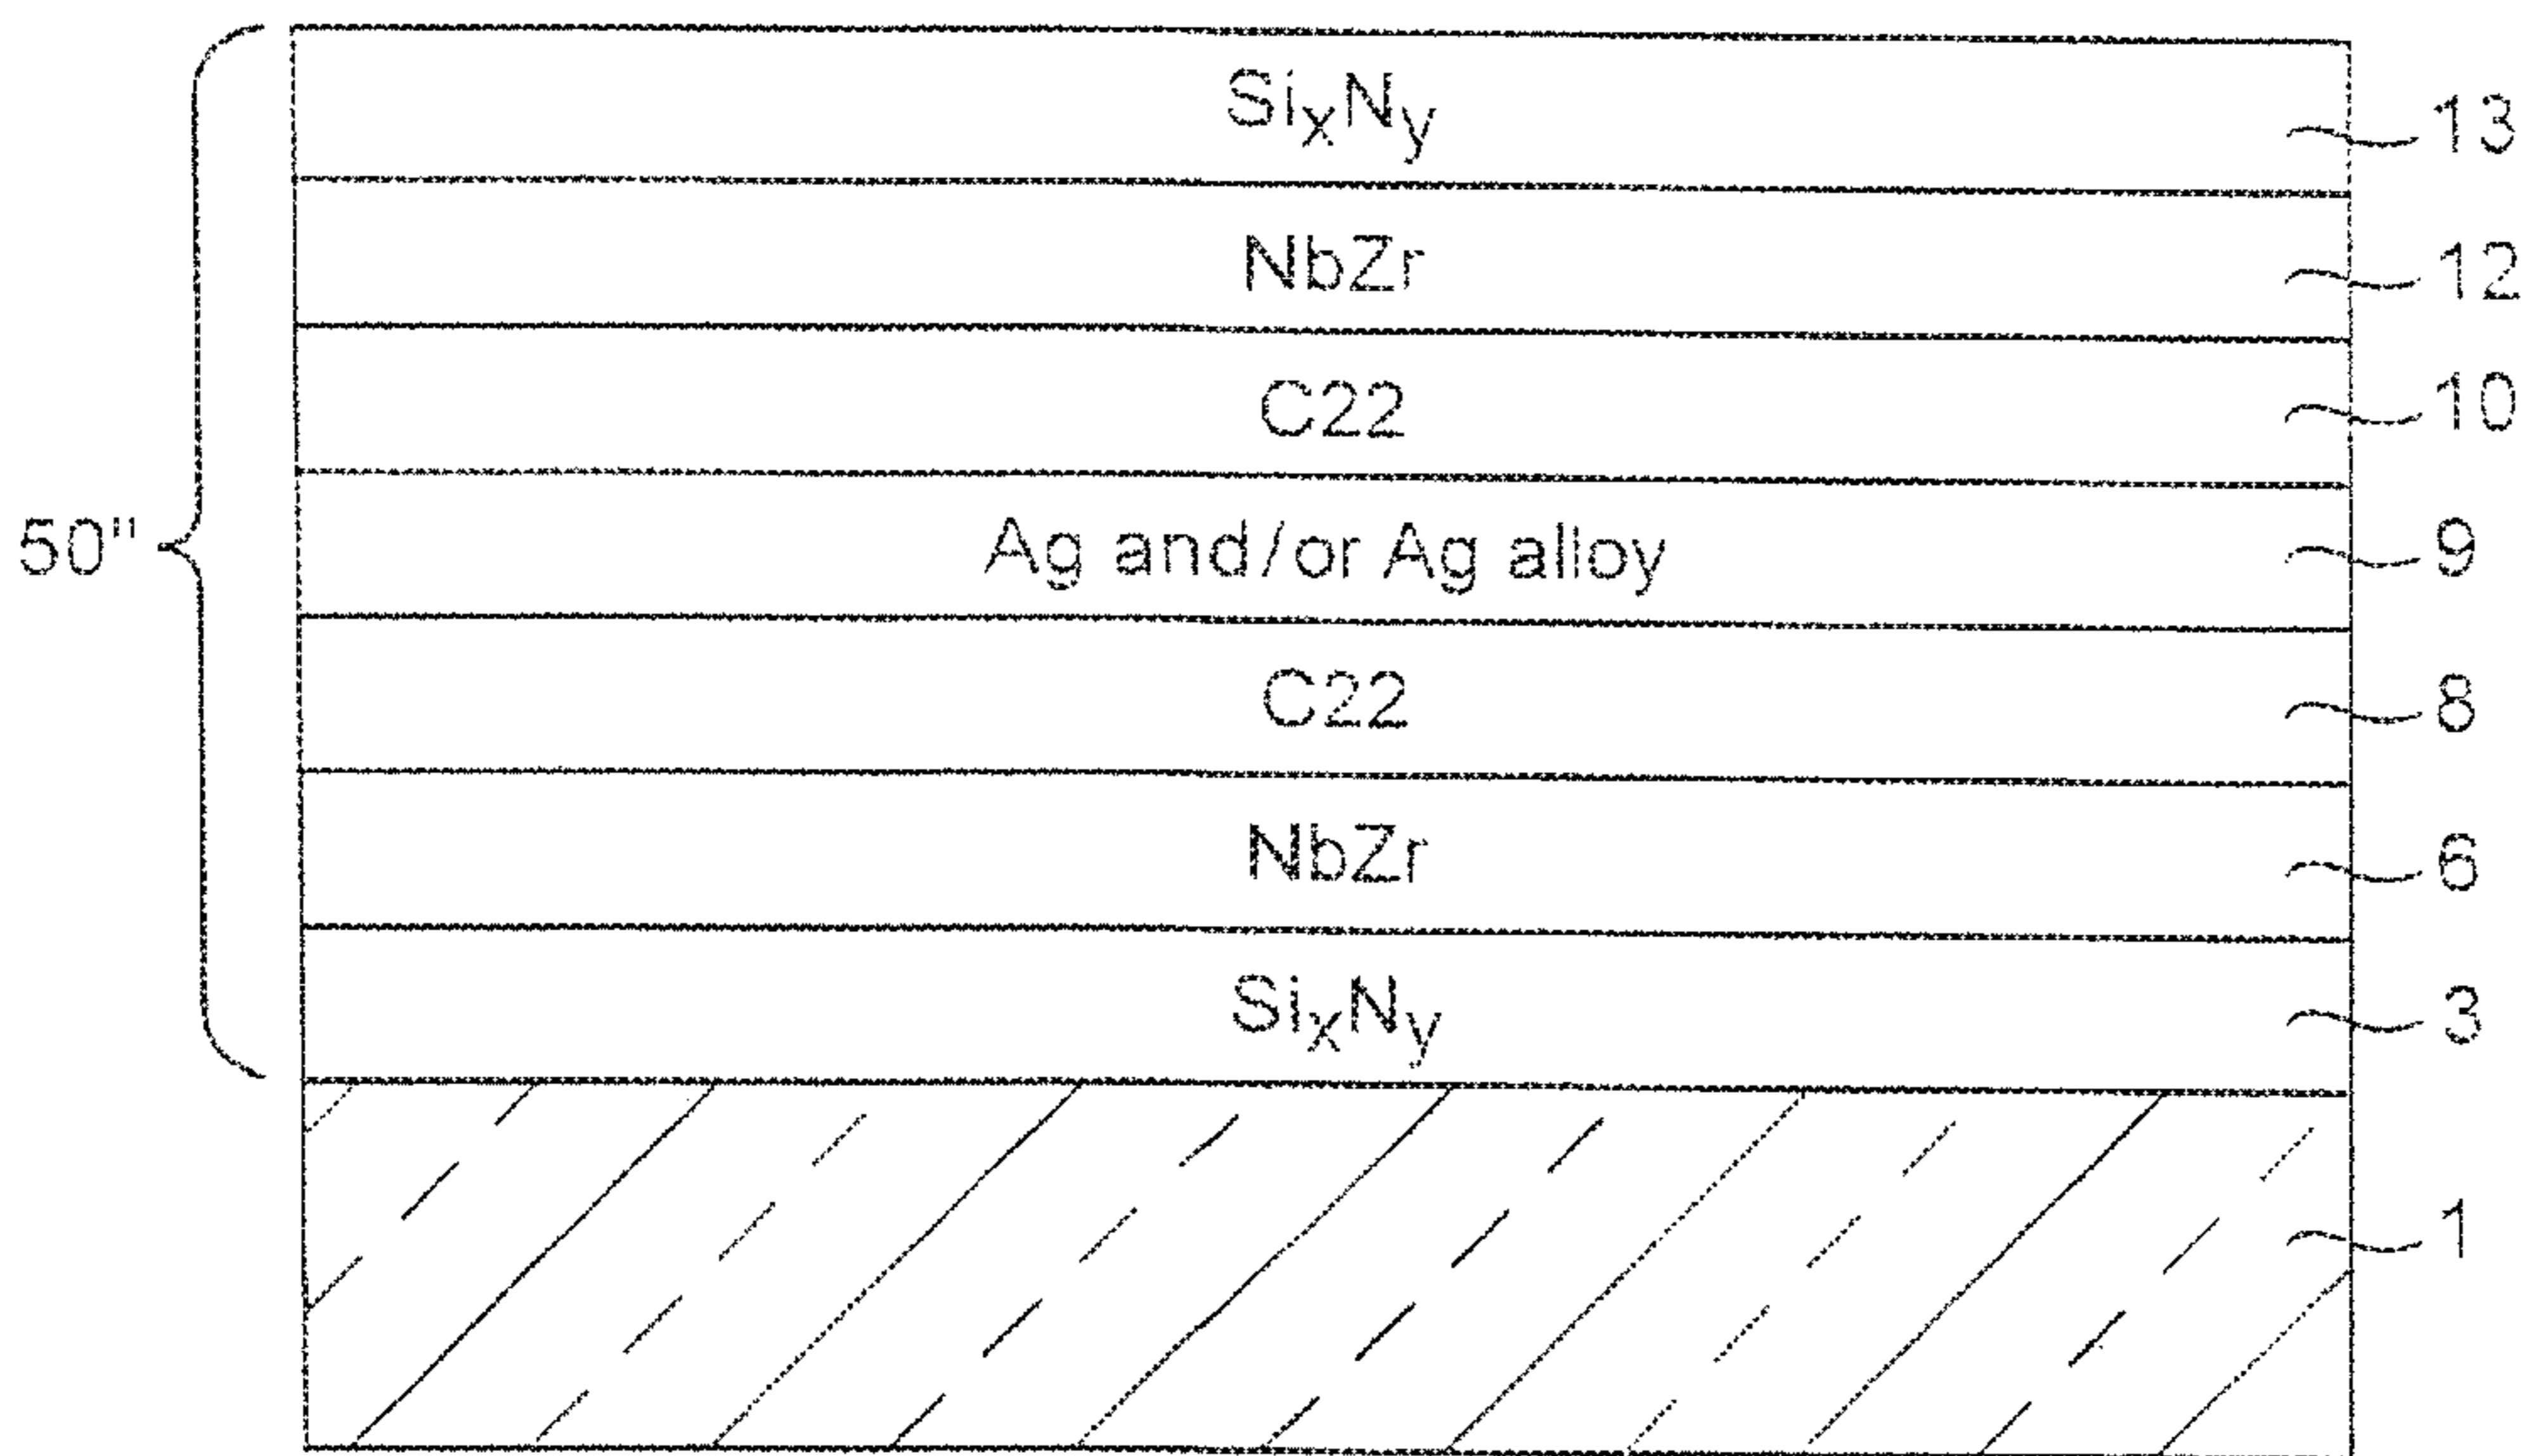 SixNy 13
NbZr 12
C22 10
50" Ag and/or Ag alloy 9
C22 8
NbZr 6
SixNy 3
1